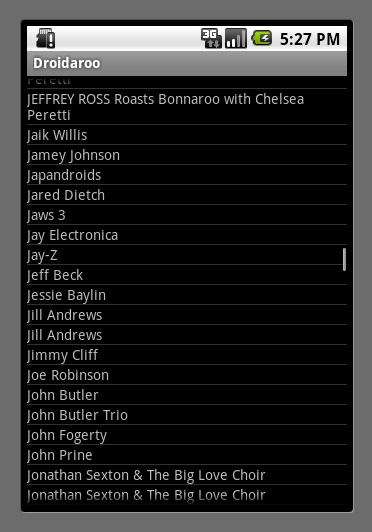 3G
5:27 PM
Droidaroo
Peretti
JEFFREY ROSS Roasts Bonnaroo with Chelsea
Peretti
Jaik Willis
Jamey Johnson
Japandroids
Jared Dietch
Jaws 3
Jay Electronica
Jay-Z
Jeff Beck
Jessie Baylin
Jill Andrews
Jill Andrews
Jimmy Cliff
Joe Robinson
John Butler
John Butler Trio
John Fogerty
John Prine
Jonathan Sexton & The Big Love Choir
Jonathan Sexton & The Big Love Choir